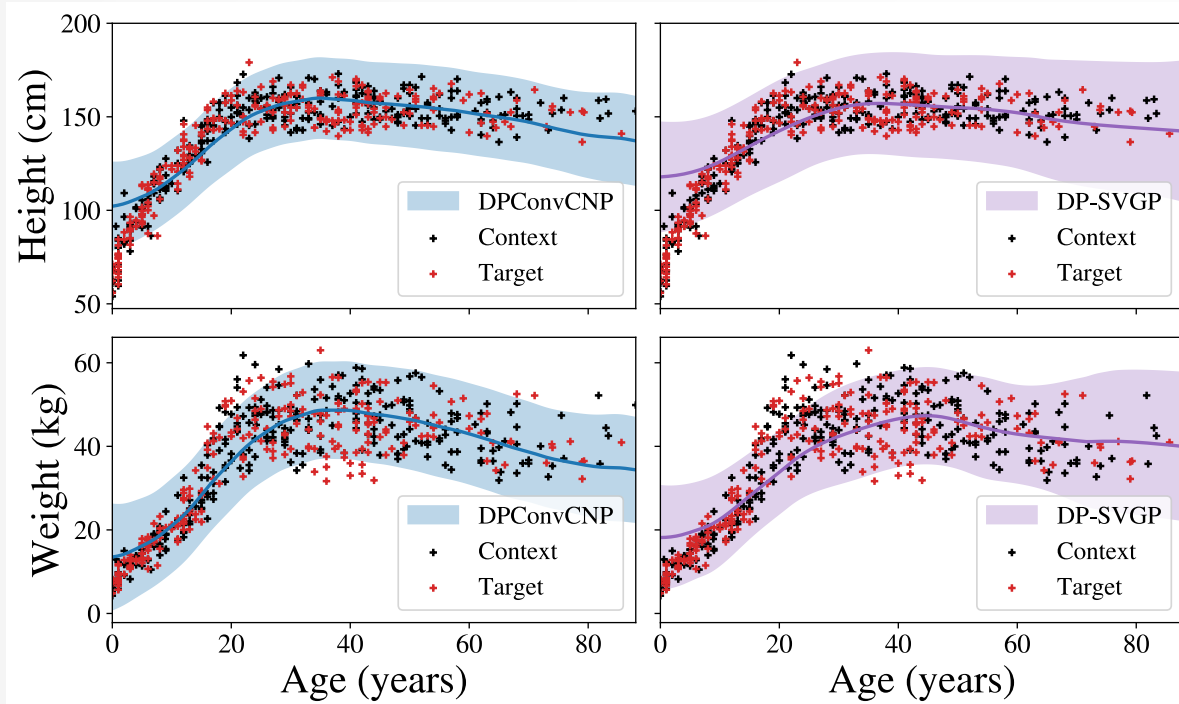 Height (cm)
200
150
100
50
DPConvCNP
Context
Target
DP-SVGP
Context
Target
Weight (kg)
60
40
20
0
DPConvCNP
Context
Target
DP-SVGP
Context
Target
0 20 40 60 80
0 20 40 60 80
Age (years)
Age (years)